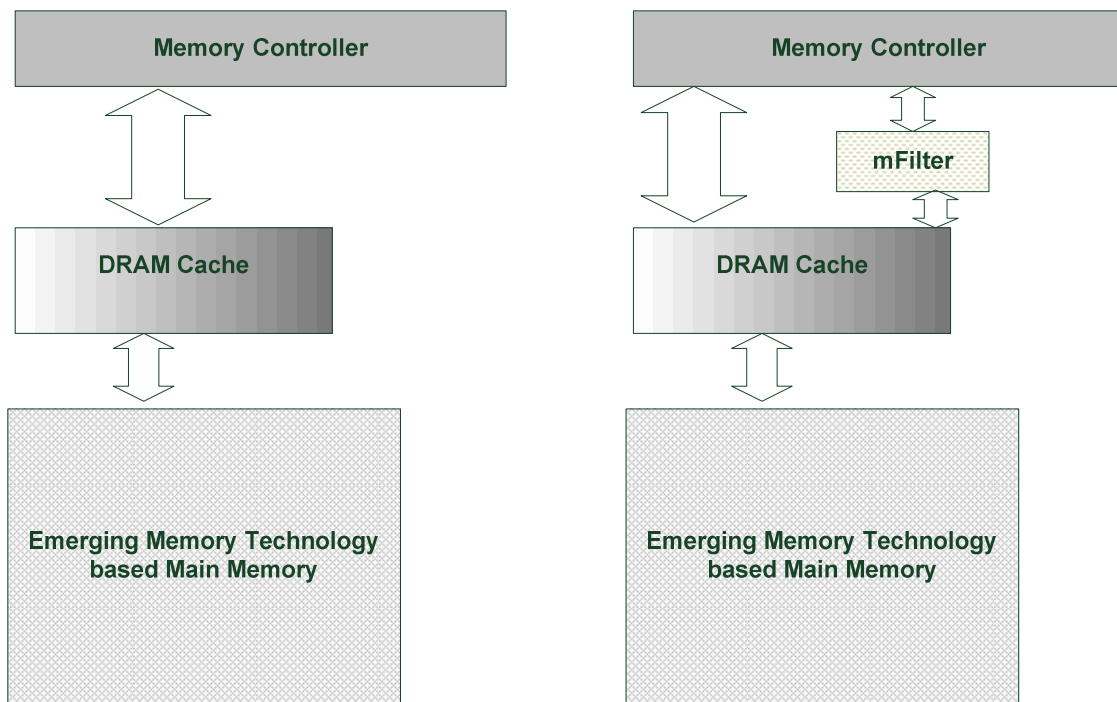 Memory Controller
DRAM Cache
Emerging Memory Technology
based Main Memory
Memory Controller
mFilter
DRAM Cache
Emerging Memory Technology
based Main Memory